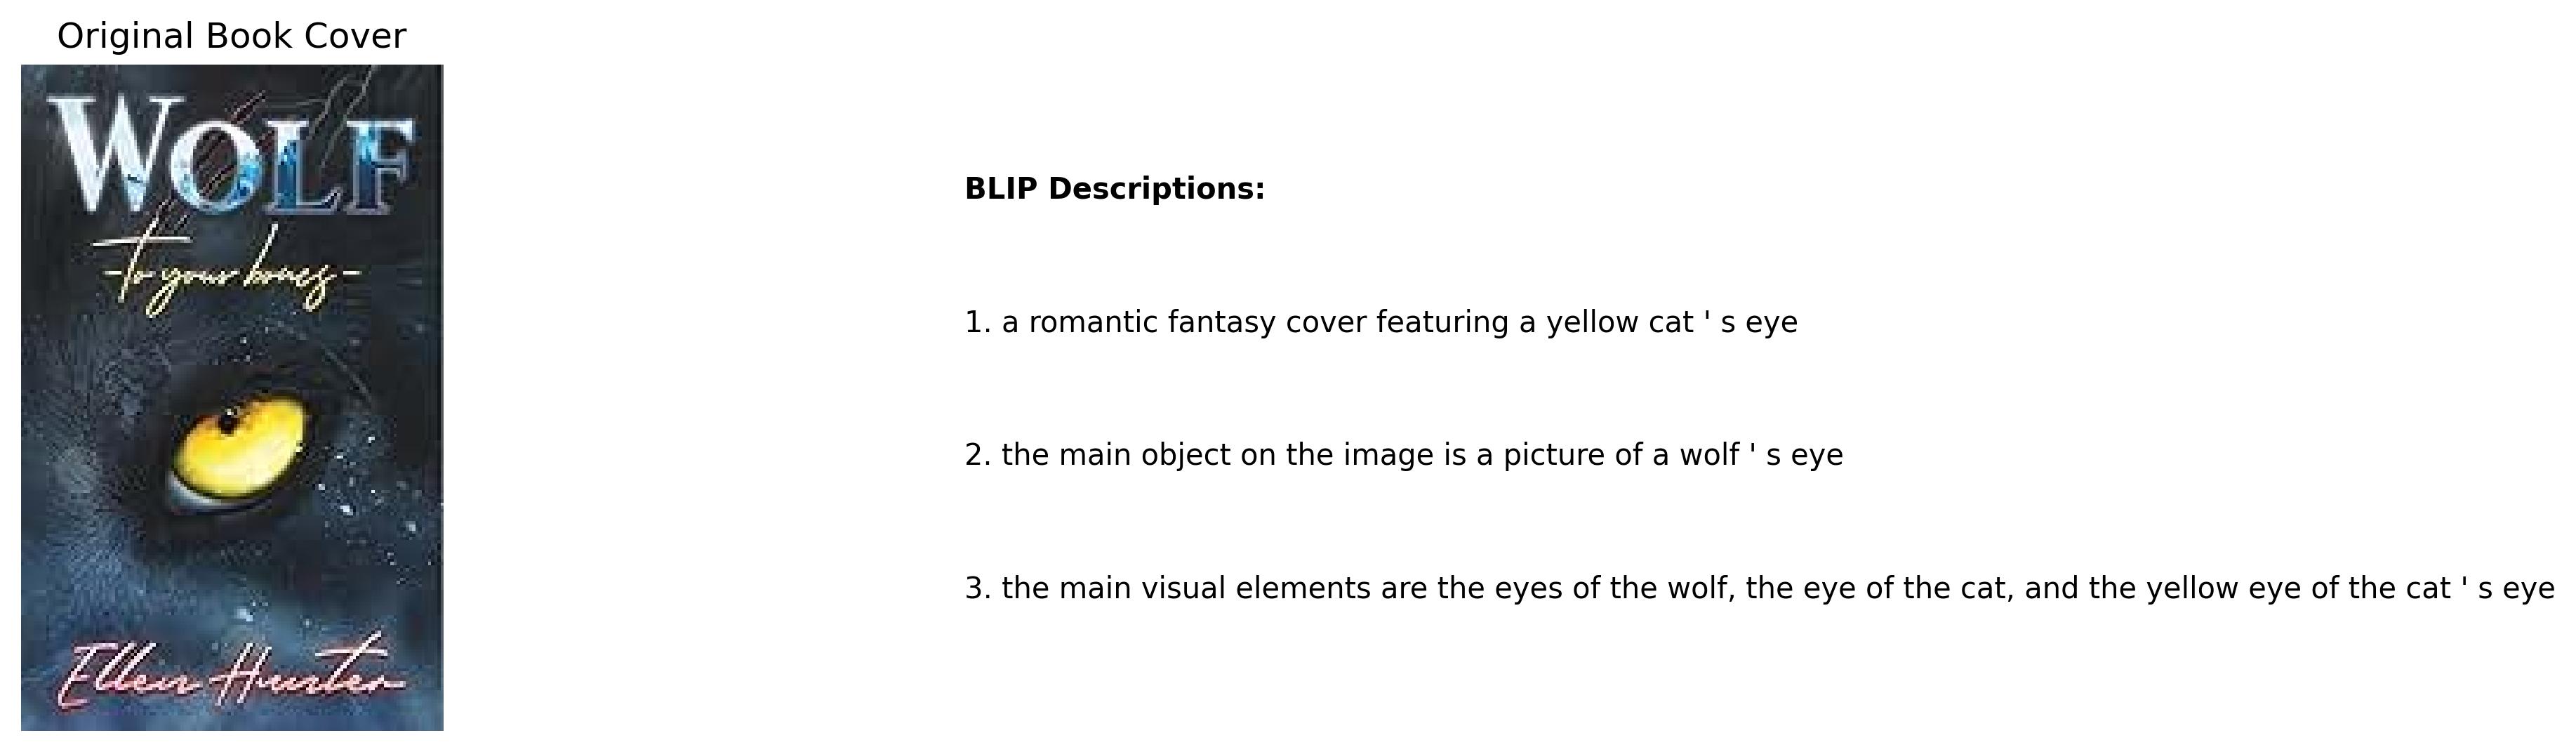 Original Book Cover
WOLF
-to your bones-
Ellen Hunter
BLIP Descriptions:
1. a romantic fantasy cover featuring a yellow cat ' s eye
2. the main object on the image is a picture of a wolf ' s eye
3. the main visual elements are the eyes of the wolf, the eye of the cat, and the yellow eye of the cat ' s eye